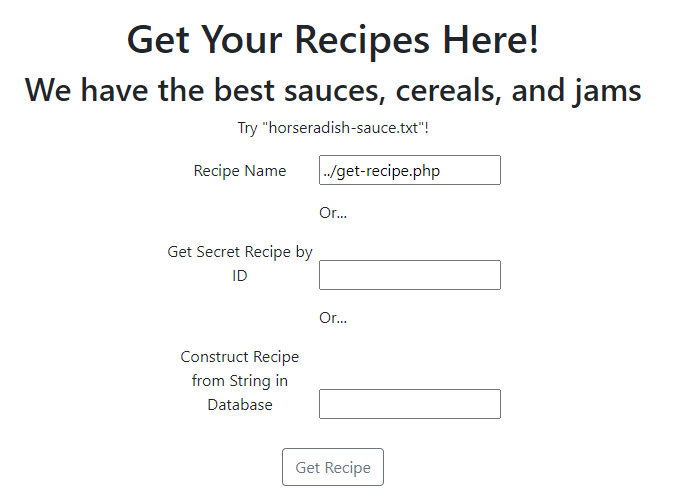 Get Your Recipes Here!
We have the best sauces, cereals, and jams
Try "horseradish-sauce.txt"!
Recipe Name
../get-recipe.php
Or...
Get Secret Recipe by
ID
Or...
Construct Recipe
from String in
Database
Get Recipe